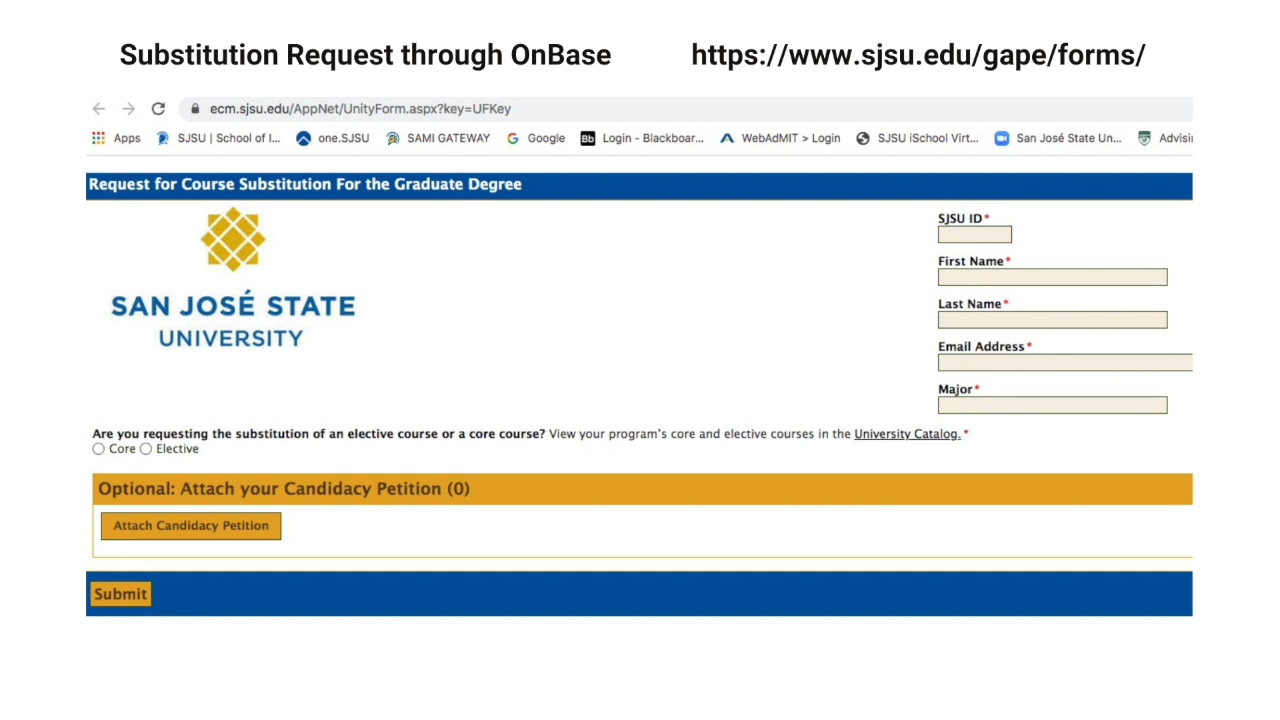 Substitution Request through OnBase https://www.sjsu.edu/gape/forms/
ecm.sjsu.edu/AppNet/UnityForm.aspx?key=UFKey
Apps SJSU | School of I... one.SJSU SAMI GATEWAY G Google Bb Login - Blackboar... WebAdMIT > Login SJSU iSchool Virt... San José State Un... Advisi
Request for Course Substitution For the Graduate Degree
SAN JOSÉ STATE
UNIVERSITY
SJSU ID*
First Name*
Last Name*
Email Address*
Major*
Are you requesting the substitution of an elective course or a core course? View your program's core and elective courses in the University Catalog.*
Core Elective
Optional: Attach your Candidacy Petition (0)
Attach Candidacy Petition
Submit